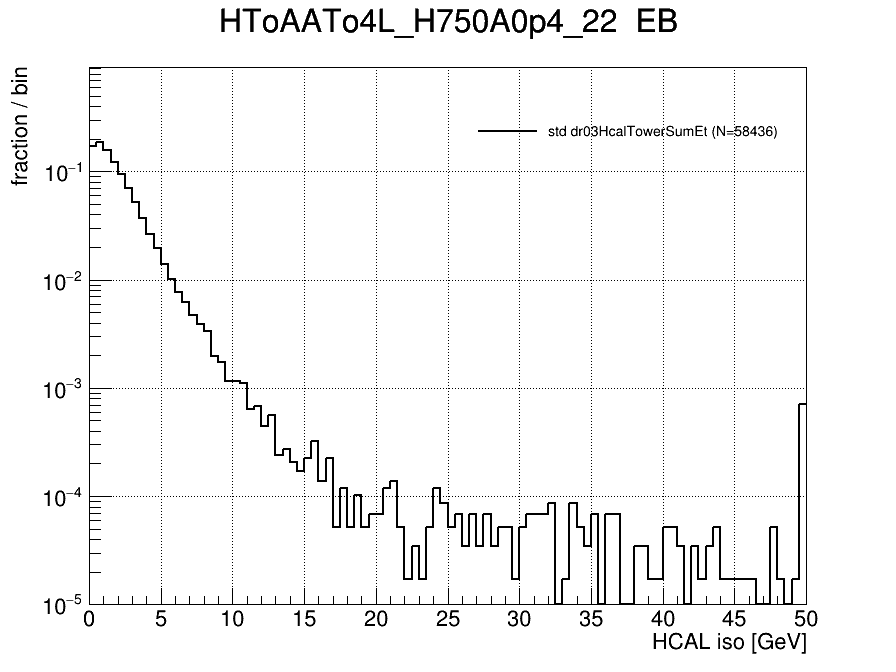 HToAATo4L_H750A0p4_22 EB
fraction / bin
std dr03HcalTowerSumEt (N=58436)
10−1
10−2
10−3
10−4
10−5
0 5 10 15 20 25 30 35 40 45 50
HCAL iso [GeV]